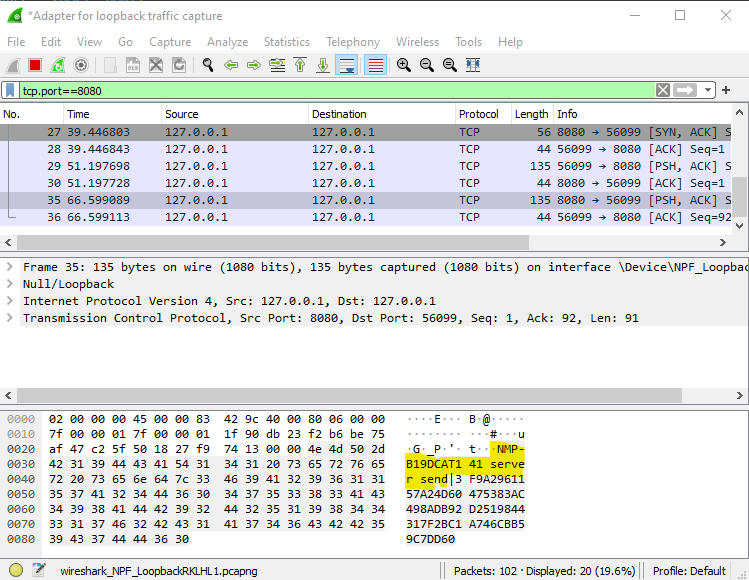 *Adapter for loopback traffic capture
File Edit View Go Capture Analyze Statistics Telephony Wireless Tools Help
tcp.port==8080
No. Time Source Destination Protocol Length Info
27 39.446803 127.0.0.1 127.0.0.1 TCP 56 8080 → 56099 [SYN, ACK] S
28 39.446843 127.0.0.1 127.0.0.1 TCP 44 56099 → 8080 [ACK] Seq=1
29 51.197698 127.0.0.1 127.0.0.1 TCP 135 56099 → 8080 [PSH, ACK] S
30 51.197728 127.0.0.1 127.0.0.1 TCP 44 8080 → 56099 [ACK] Seq=1
35 66.599089 127.0.0.1 127.0.0.1 TCP 135 8080 → 56099 [PSH, ACK] S
36 66.599113 127.0.0.1 127.0.0.1 TCP 44 56099 → 8080 [ACK] Seq=92
Frame 35: 135 bytes on wire (1080 bits), 135 bytes captured (1080 bits) on interface \Device\NPF_Loopbac
Null/Loopback
Internet Protocol Version 4, Src: 127.0.0.1, Dst: 127.0.0.1
Transmission Control Protocol, Src Port: 8080, Dst Port: 56099, Seq: 1, Ack: 92, Len: 91
0000 02 00 00 00 45 00 00 83 42 9c 40 00 80 06 00 00 ····E··· B·@·····
0010 7f 00 00 01 7f 00 00 01 1f 90 db 23 f2 b6 be 75 ········ ···#···u
0020 af 47 c2 5f 50 18 27 f9 74 13 00 00 4e 4d 50 2d ·G·_P·'· t···NMP-
0030 42 31 39 44 43 41 54 31 34 31 20 73 65 72 76 65 B19DCAT1 41 serve
0040 72 20 73 65 6e 64 7c 33 46 39 41 32 39 36 31 31 r send|3 F9A29611
0050 35 37 41 32 34 44 36 30 34 37 35 33 38 33 41 43 57A24D60 475383AC
0060 34 39 38 41 44 42 39 32 44 32 35 31 39 38 34 34 498ADB92 D2519844
0070 33 31 37 46 32 42 43 31 41 37 34 36 43 42 42 35 317F2BC1 A746CBB5
0080 39 43 37 44 44 36 30 9C7DD60
wireshark_NPF_LoopbackRKLHL1.pcapng Packets: 102 · Displayed: 20 (19.6%) Profile: Default